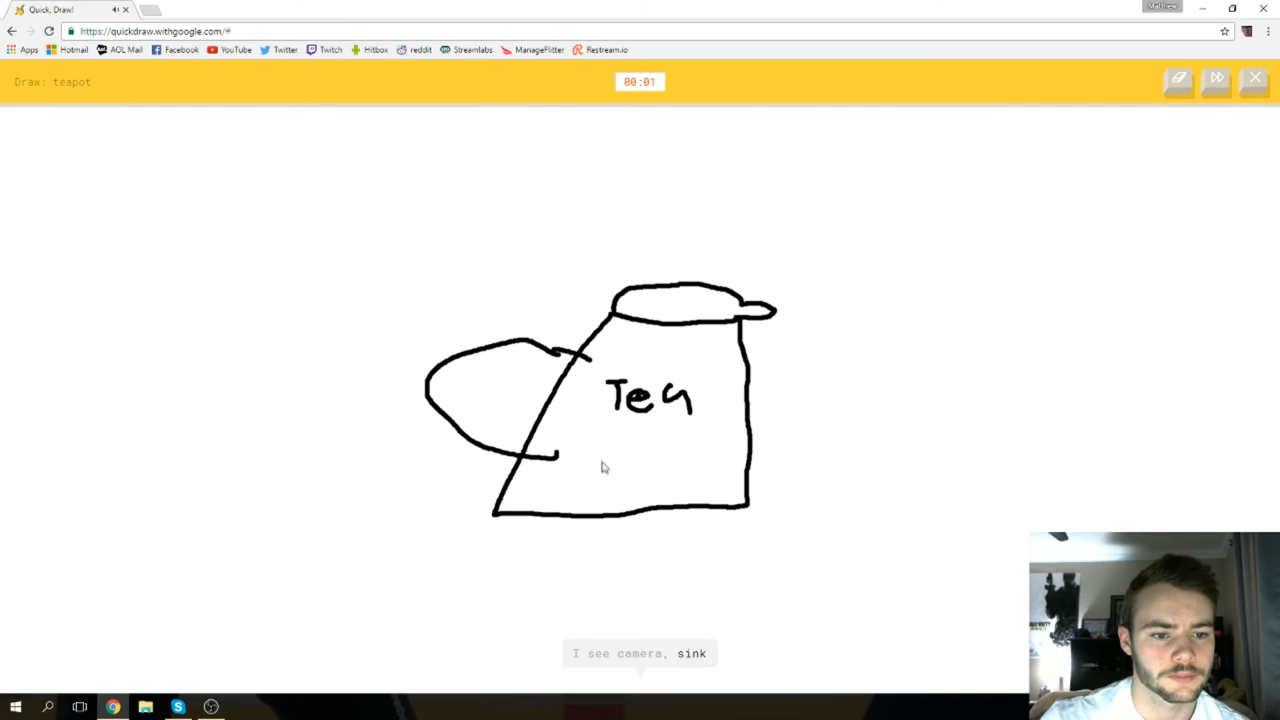 Quick, Draw!
Matthew
https://quickdraw.withgoogle.com/#
Apps Hotmail AOL Mail Facebook YouTube Twitter Twitch Hitbox reddit Streamlabs ManageFlitter Restream.io
Draw: teapot
00:01
Tea
I see camera, sink